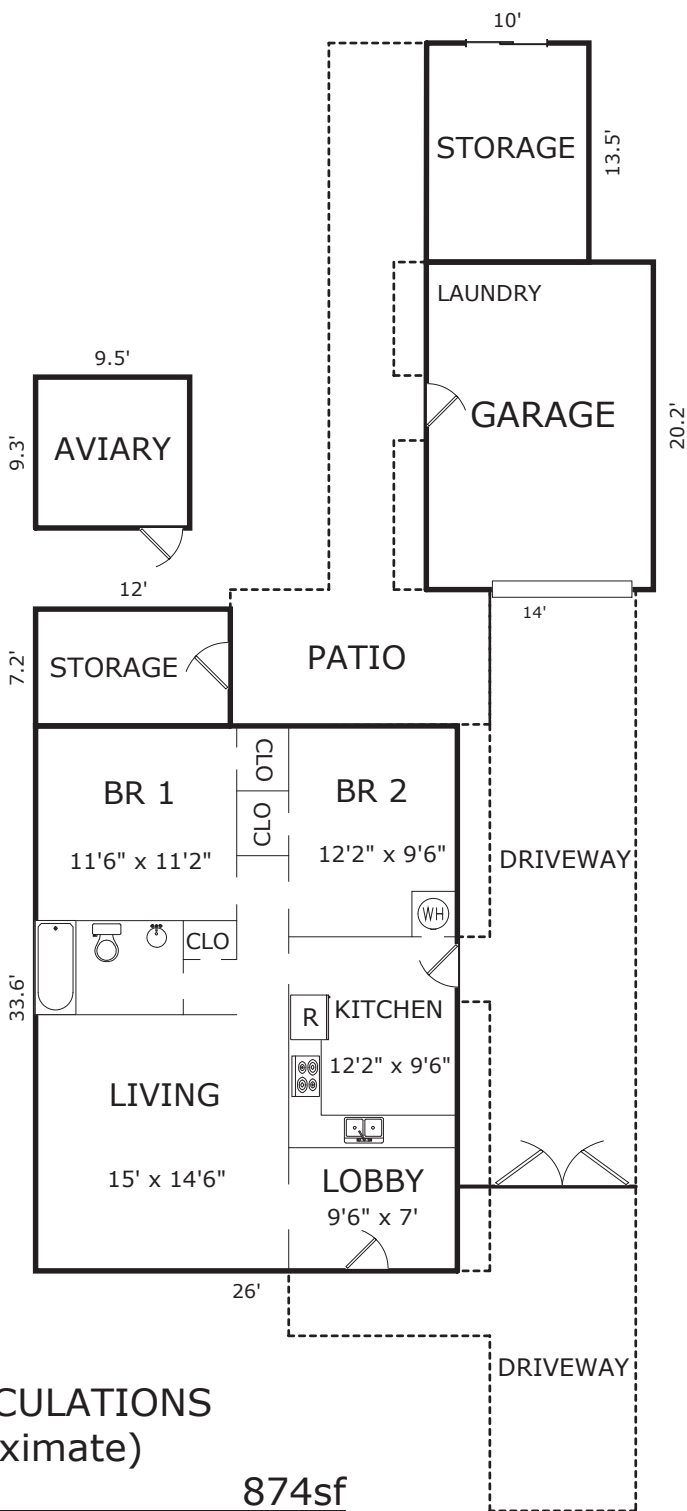 10'
STORAGE
13.5'
LAUNDRY
GARAGE
20.2'
14'
9.5'
9.3'
AVIARY
12'
7.2'
STORAGE
PATIO
BR 1
11'6" x 11'2"
CLO
CLO
BR 2
12'2" x 9'6"
WH
DRIVEWAY
CLO
33.6'
R
KITCHEN
12'2" x 9'6"
LIVING
15' x 14'6"
LOBBY
9'6" x 7'
26'
DRIVEWAY
CULATIONS
ximate)
874sf